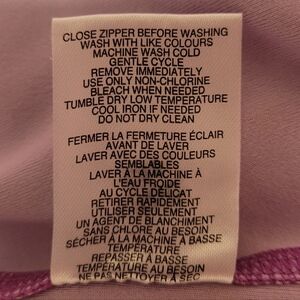 CLOSE ZIPPER BEFORE WASHING
WASH WITH LIKE COLOURS
MACHINE WASH COLD
GENTLE CYCLE
REMOVE IMMEDIATELY
USE ONLY NON-CHLORINE
BLEACH WHEN NEEDED
TUMBLE DRY LOW TEMPERATURE
COOL IRON IF NEEDED
DO NOT DRY CLEAN
FERMER LA FERMETURE ÉCLAIR
AVANT DE LAVER
LAVER AVEC DES COULEURS
SEMBLABLES
LAVER À LA MACHINE À
L'EAU FROIDE
AU CYCLE DÉLICAT
RETIRER RAPIDEMENT
UTILISER SEULEMENT
UN AGENT DE BLANCHIMENT
SANS CHLORE AU BESOIN
SÉCHER À LA MACHINE À BASSE
TEMPÉRATURE
REPASSER À BASSE
TEMPÉRATURE AU BESOIN
NE PAS NETTOYER À SEC